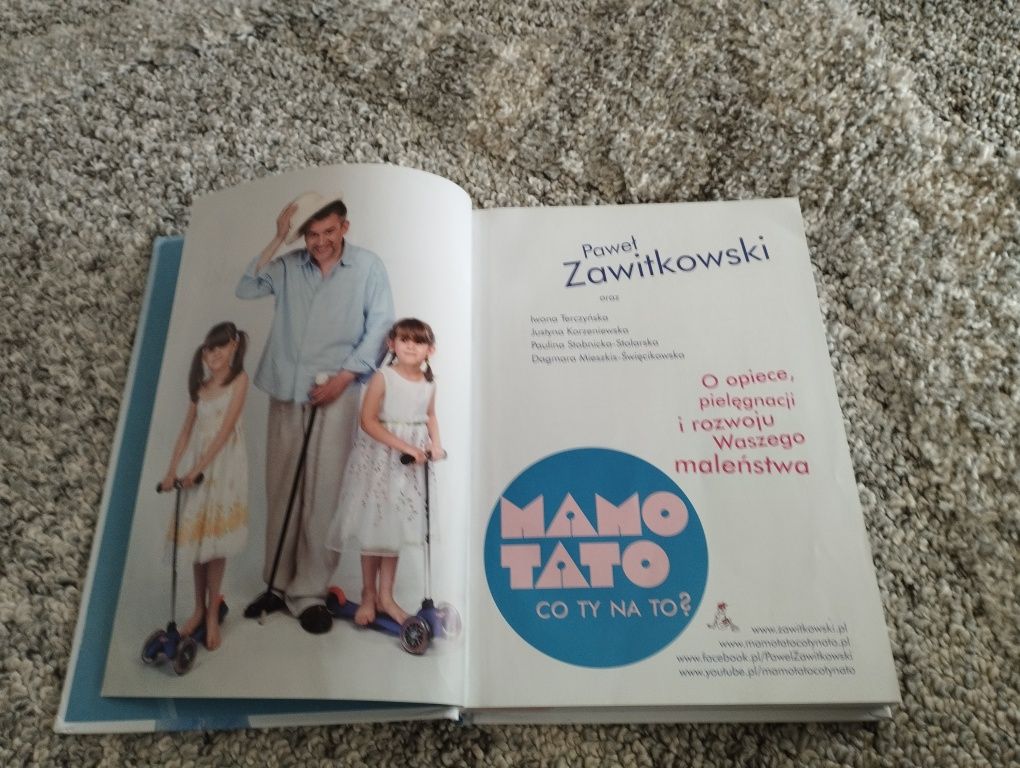 Paweł
Zawitkowski
oraz
Iwona Terczyńska
Justyna Korzeniewska
Paulina Słobnicka-Stolarska
Dagmara Mieszkis-Święcikowska
O opiece,
pielęgnacji
i rozwoju
Waszego
maleństwa
MAMO
TATO
CO TY NA TO?
www.zawitkowski.pl
www.mamotatocotynato.pl
www.facebook.pl/PawelZawitkowski
www.youtube.pl/mamotatocotynato